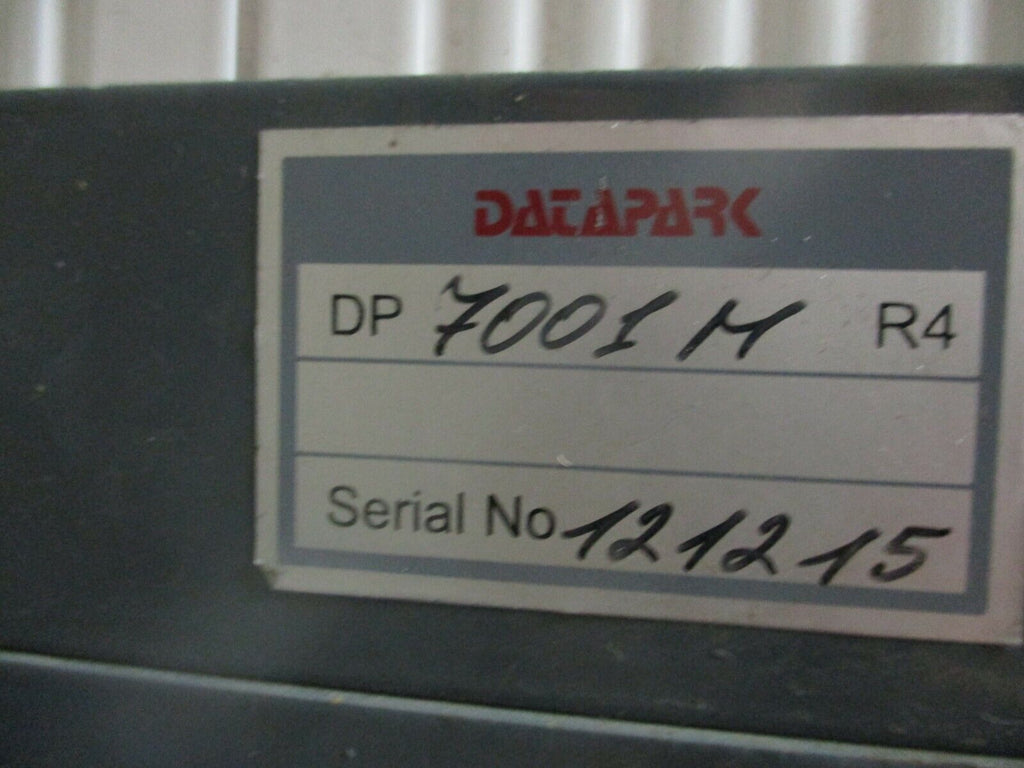 DATAPARK
DP 7001 M R4
Serial No 121215